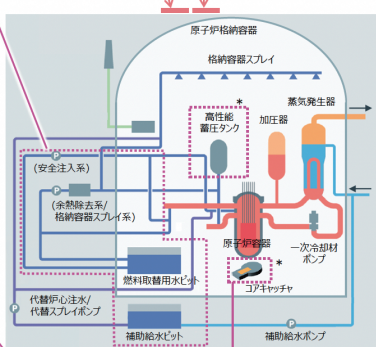 原子炉格納容器
格納容器スプレイ
蒸気発生器
*
高性能
蓄圧タンク
加圧器
P
(安全注入系)
P
(余熱除去系/
格納容器スプレイ系)
原子炉容器
一次冷却材
ポンプ
*
コアキャッチャ
燃料取替用水ピット
代替炉心注水/
代替スプレイポンプ
P
補助給水ピット
P
補助給水ポンプ